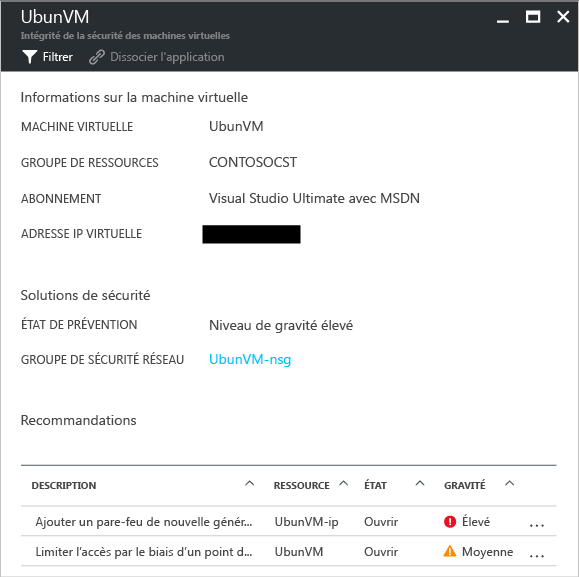 UbunVM
Intégrité de la sécurité des machines virtuelles
Filtrer Dissocier l'application
Informations sur la machine virtuelle
MACHINE VIRTUELLE UbunVM
GROUPE DE RESSOURCES CONTOSOCST
ABONNEMENT Visual Studio Ultimate avec MSDN
ADRESSE IP VIRTUELLE
Solutions de sécurité
ÉTAT DE PRÉVENTION Niveau de gravité élevé
GROUPE DE SÉCURITÉ RÉSEAU UbunVM-nsg
Recommandations
DESCRIPTION RESSOURCE ÉTAT GRAVITÉ
Ajouter un pare-feu de nouvelle génér... UbunVM-ip Ouvrir Élevé ...
Limiter l'accès par le biais d'un point d... UbunVM Ouvrir Moyenne ...